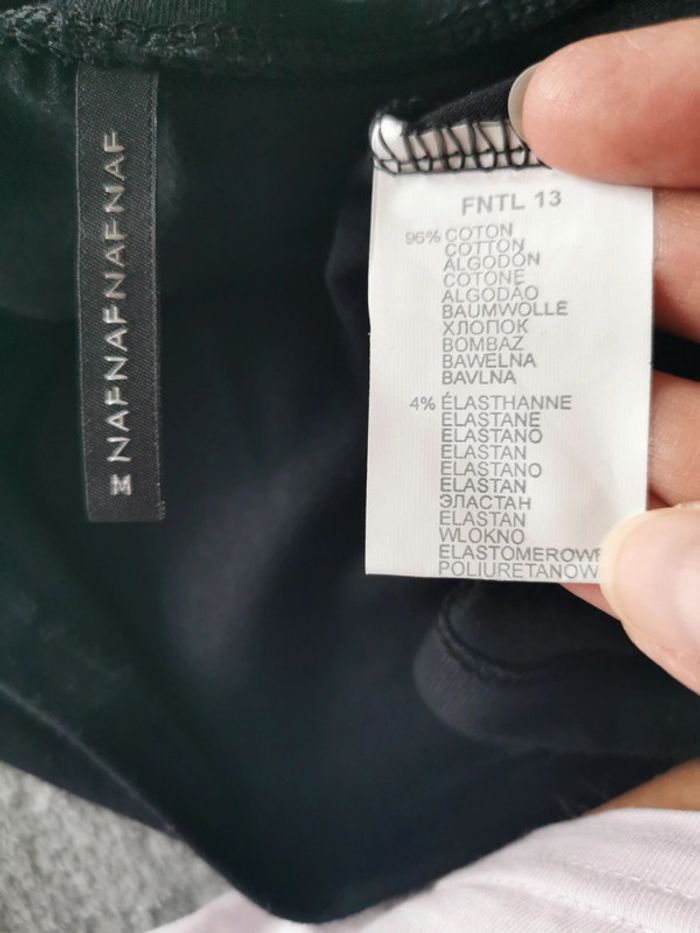 M NAFNAFNAFNAF
FNTL 13
96% COTON
COTTON
ALGODÓN
COTONE
ALGODÃO
BAUMWOLLE
ХЛОПОК
BOMBAZ
BAWELNA
BAVLNA
4% ÉLASTHANNE
ELASTANE
ELASTANO
ELASTAN
ELASTANO
ELASTAN
ЭЛАСТАН
ELASTAN
WLOKNO
ELASTOMEROWE
POLIURETANOW